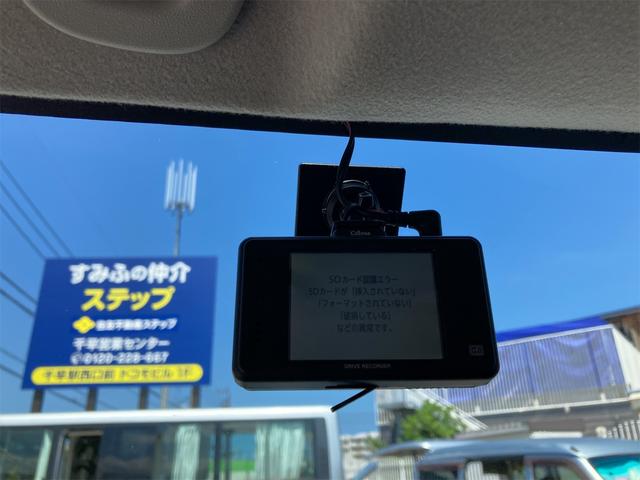 すみふの仲介
ステップ
住友不動産ステップ
千早営業センター
0120-228-667
千早駅西口前 トコモビル 1F
Cellstar
SDカード認識エラー
SDカードが「挿入されていない」
「フォーマットされていない」
「破損している」
などの異常です。
DRIVE RECORDER